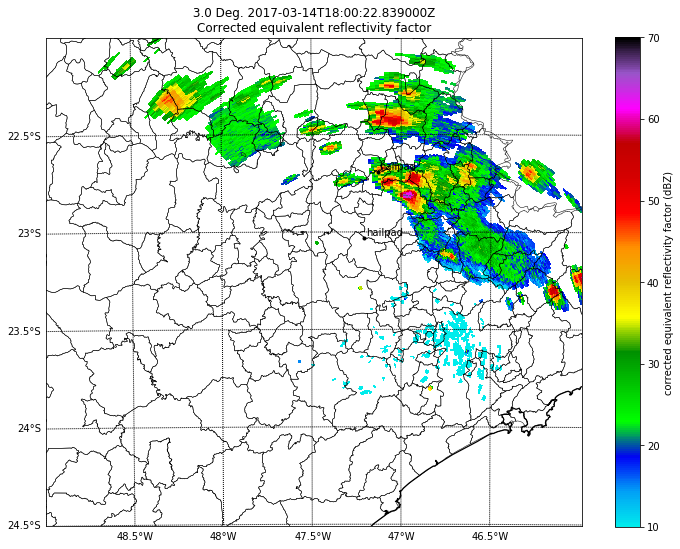 3.0 Deg. 2017-03-14T18:00:22.839000Z
Corrected equivalent reflectivity factor
70
60
50
40
30
20
10
corrected equivalent reflectivity factor (dBZ)
22.5°S
23°S
23.5°S
24°S
24.5°S
hailpad
hailpad
48.5°W
48°W
47.5°W
47°W
46.5°W